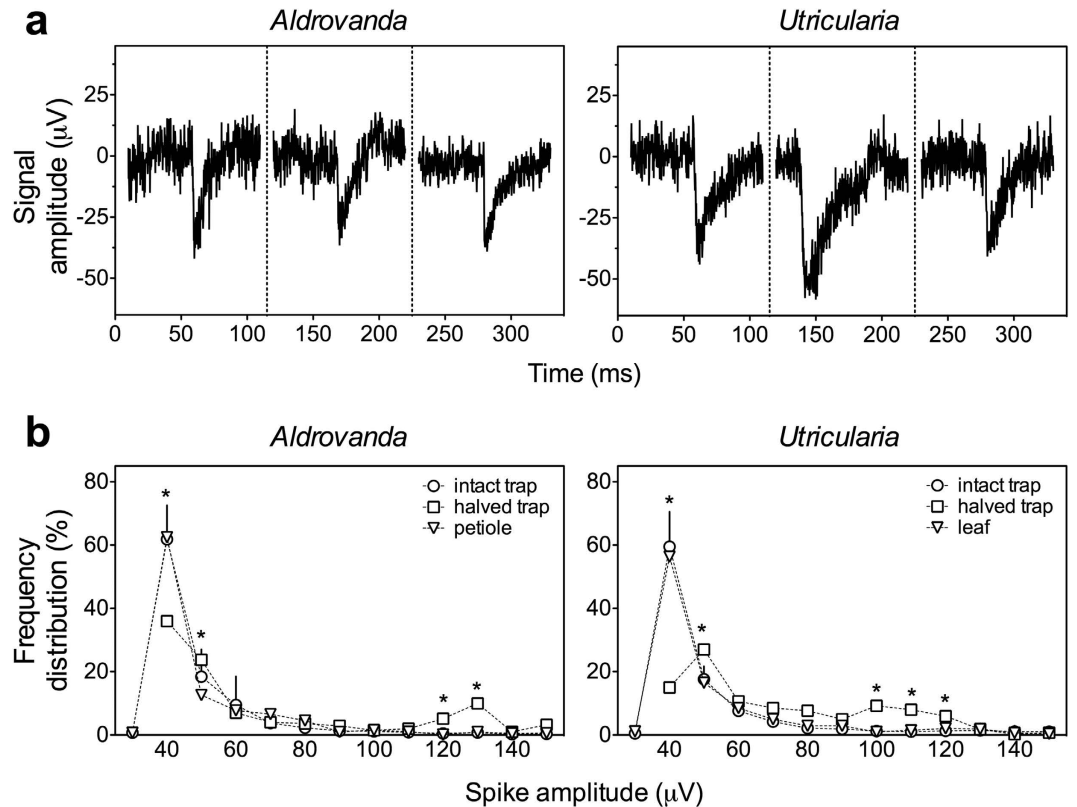 a
Aldrovanda
Utricularia
Signal
amplitude (μV)
25
0
-25
-50
25
0
-25
-50
0 50 100 150 200 250 300
0 50 100 150 200 250 300
Time (ms)
b
Aldrovanda
Utricularia
Frequency
distribution (%)
80
60
40
20
0
80
60
40
20
0
* * * *
intact trap
halved trap
petiole
* * * * *
intact trap
halved trap
leaf
40 60 80 100 120 140
40 60 80 100 120 140
Spike amplitude (μV)